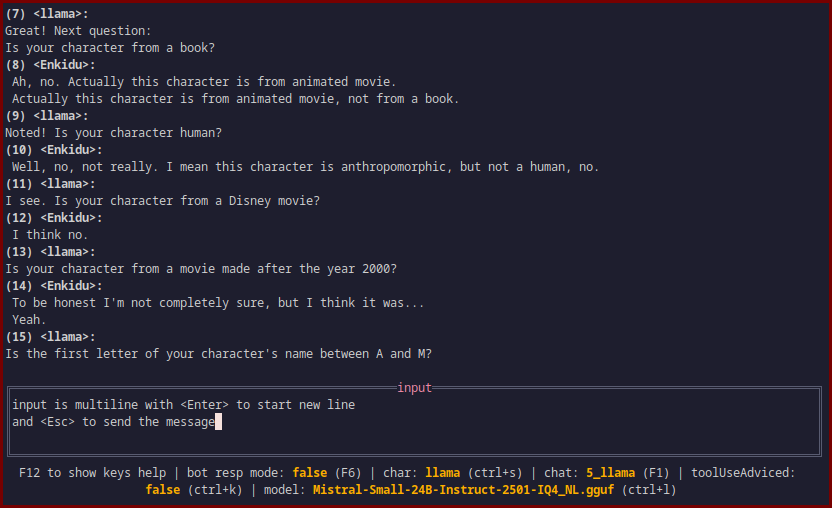 (7) <llama>:
Great! Next question:
Is your character from a book?
(8) <Enkidu>:
Ah, no. Actually this character is from animated movie.
Actually this character is from animated movie, not from a book.
(9) <llama>:
Noted! Is your character human?
(10) <Enkidu>:
Well, no, not really. I mean this character is anthropomorphic, but not a human, no.
(11) <llama>:
I see. Is your character from a Disney movie?
(12) <Enkidu>:
I think no.
(13) <llama>:
Is your character from a movie made after the year 2000?
(14) <Enkidu>:
To be honest I'm not completely sure, but I think it was...
Yeah.
(15) <llama>:
Is the first letter of your character's name between A and M?
input
input is multiline with <Enter> to start new line
and <Esc> to send the message
F12 to show keys help | bot resp mode: false (F6) | char: llama (ctrl+s) | chat: 5_llama (F1) | toolUseAdviced:
false (ctrl+k) | model: Mistral-Small-24B-Instruct-2501-IQ4_NL.gguf (ctrl+l)